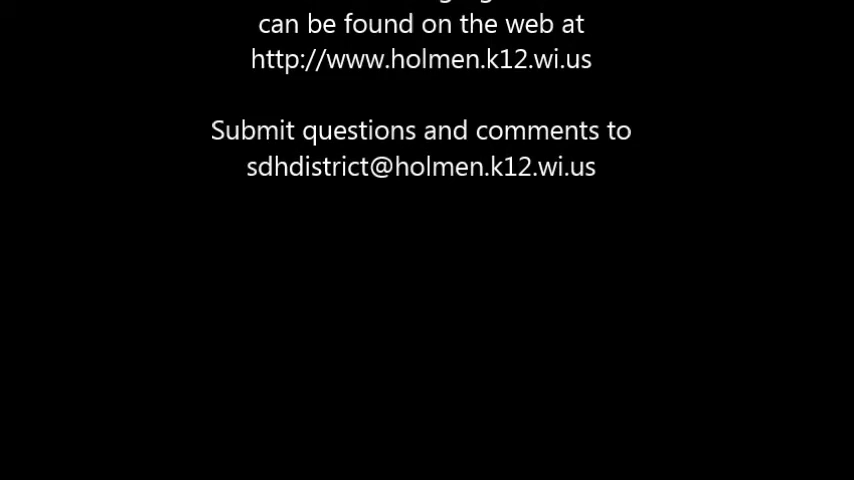 can be found on the web at
http://www.holmen.k12.wi.us
Submit questions and comments to
sdhdistrict@holmen.k12.wi.us